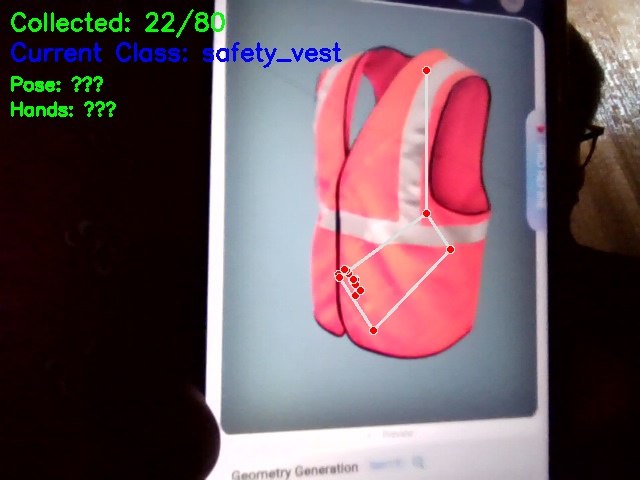 Collected: 22/80
Current Class: safety_vest
Pose: ???
Hands: ???
Geometry Generation